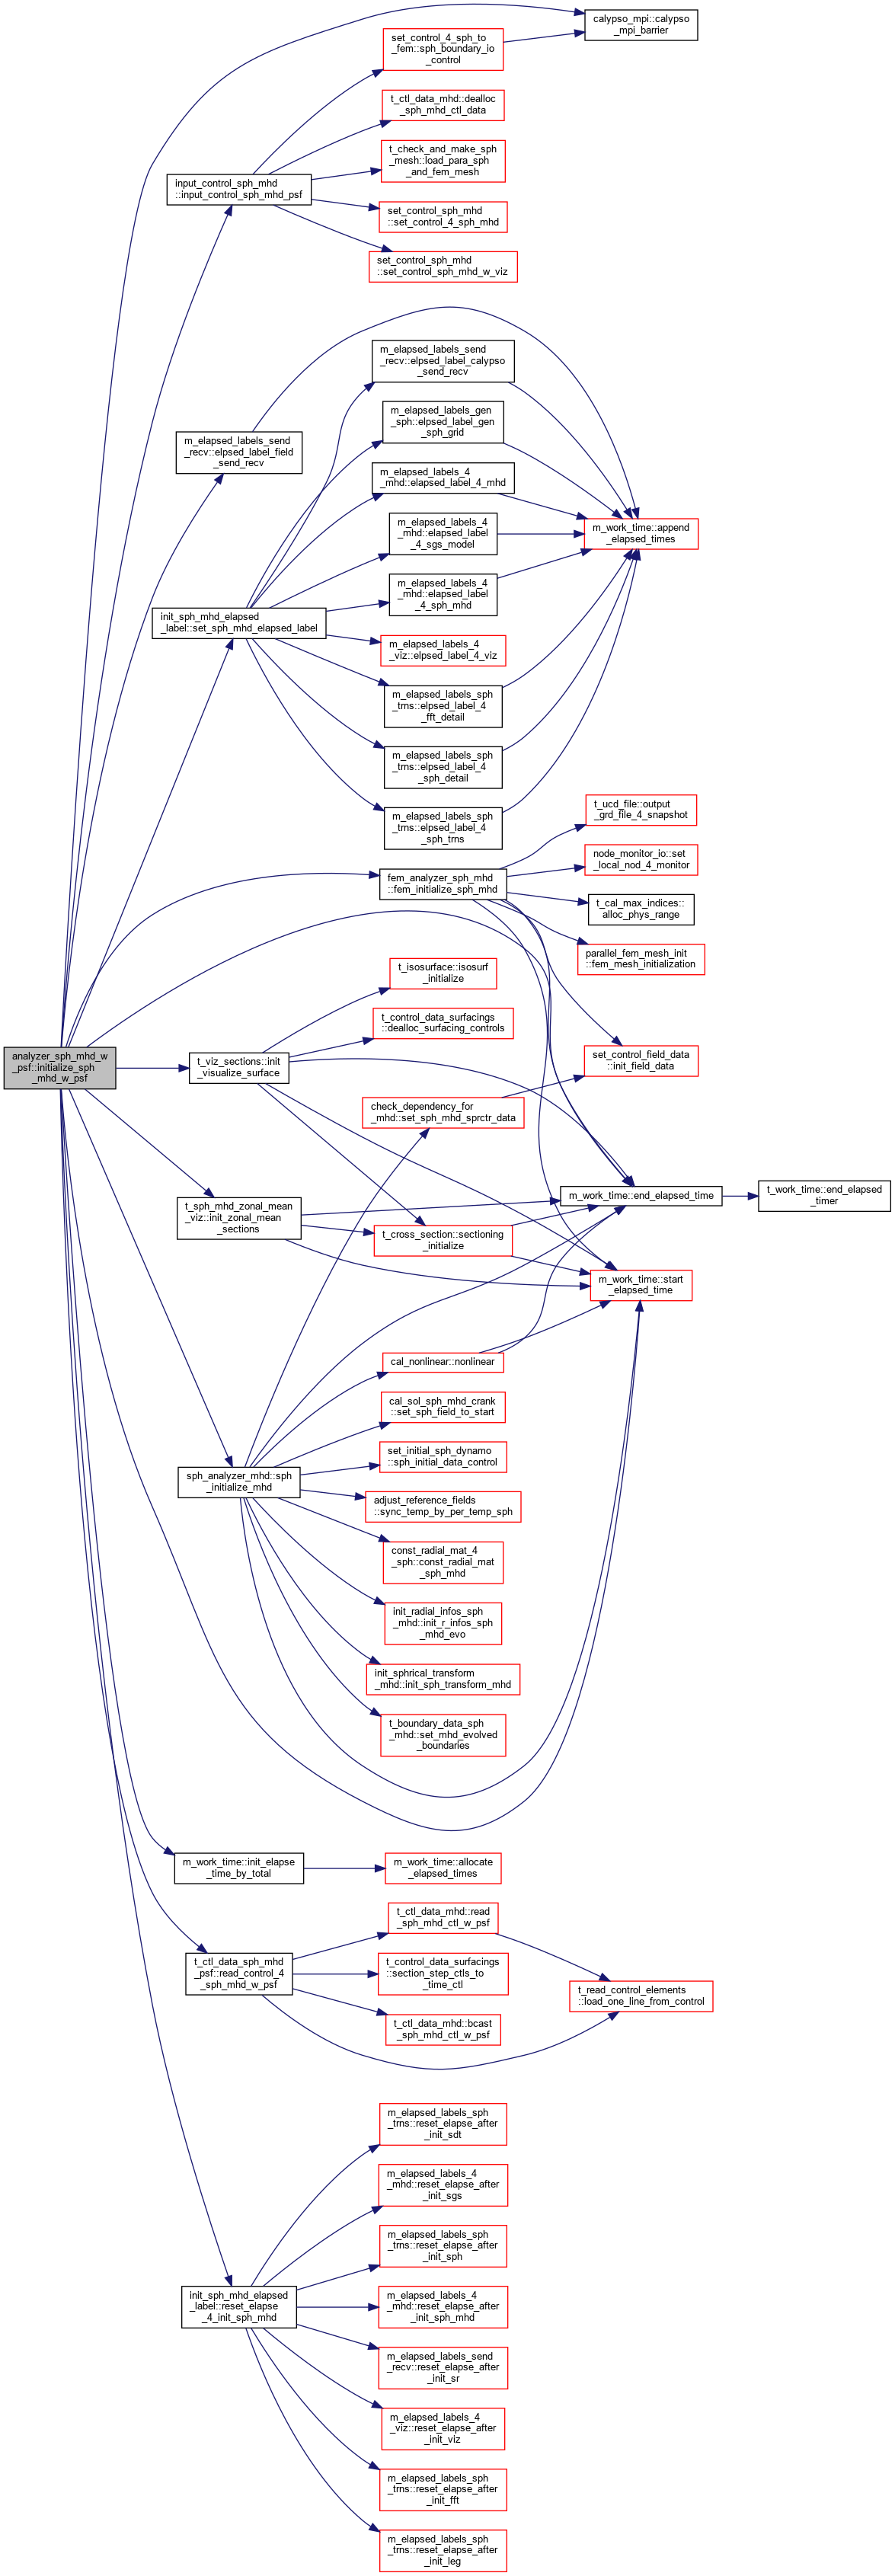 calypso_mpi::calypso
_mpi_barrier
set_control_4_sph_to
_fem::sph_boundary_io
_control
t_ctl_data_mhd::dealloc
_sph_mhd_ctl_data
t_check_and_make_sph
_mesh::load_para_sph
_and_fem_mesh
input_control_sph_mhd
::input_control_sph_mhd_psf
set_control_sph_mhd
::set_control_4_sph_mhd
set_control_sph_mhd
::set_control_sph_mhd_w_viz
m_elapsed_labels_send
_recv::elpsed_label_calypso
_send_recv
m_elapsed_labels_gen
_sph::elpsed_label_gen
_sph_grid
m_elapsed_labels_send
_recv::elpsed_label_field
_send_recv
m_elapsed_labels_4
_mhd::elapsed_label_4_mhd
m_elapsed_labels_4
_mhd::elapsed_label
_4_sgs_model
m_work_time::append
_elapsed_times
m_elapsed_labels_4
_mhd::elapsed_label
_4_sph_mhd
init_sph_mhd_elapsed
_label::set_sph_mhd_elapsed_label
m_elapsed_labels_4
_viz::elpsed_label_4_viz
m_elapsed_labels_sph
_trns::elpsed_label_4
_fft_detail
m_elapsed_labels_sph
_trns::elpsed_label_4
_sph_detail
m_elapsed_labels_sph
_trns::elpsed_label_4
_sph_trns
t_ucd_file::output
_grd_file_4_snapshot
node_monitor_io::set
_local_nod_4_monitor
fem_analyzer_sph_mhd
::fem_initialize_sph_mhd
t_cal_max_indices::
alloc_phys_range
parallel_fem_mesh_init
::fem_mesh_initialization
t_isosurface::isosurf
_initialize
t_control_data_surfacings
::dealloc_surfacing_controls
set_control_field_data
::init_field_data
analyzer_sph_mhd_w
_psf::initialize_sph
_mhd_w_psf
t_viz_sections::init
_visualize_surface
check_dependency_for
_mhd::set_sph_mhd_sprctr_data
m_work_time::end_elapsed_time
t_work_time::end_elapsed
_timer
t_sph_mhd_zonal_mean
_viz::init_zonal_mean
_sections
t_cross_section::sectioning
_initialize
m_work_time::start
_elapsed_time
cal_nonlinear::nonlinear
cal_sol_sph_mhd_crank
::set_sph_field_to_start
set_initial_sph_dynamo
::sph_initial_data_control
sph_analyzer_mhd::sph
_initialize_mhd
adjust_reference_fields
::sync_temp_by_per_temp_sph
const_radial_mat_4
_sph::const_radial_mat
_sph_mhd
init_radial_infos_sph
_mhd::init_r_infos_sph
_mhd_evo
init_sphrical_transform
_mhd::init_sph_transform_mhd
t_boundary_data_sph
_mhd::set_mhd_evolved
_boundaries
m_work_time::init_elapse
_time_by_total
m_work_time::allocate
_elapsed_times
t_ctl_data_mhd::read
_sph_mhd_ctl_w_psf
t_ctl_data_sph_mhd
_psf::read_control_4
_sph_mhd_w_psf
t_control_data_surfacings
::section_step_ctls_to
_time_ctl
t_read_control_elements
::load_one_line_from_control
t_ctl_data_mhd::bcast
_sph_mhd_ctl_w_psf
m_elapsed_labels_sph
_trns::reset_elapse_after
_init_sdt
m_elapsed_labels_4
_mhd::reset_elapse_after
_init_sgs
m_elapsed_labels_sph
_trns::reset_elapse_after
_init_sph
init_sph_mhd_elapsed
_label::reset_elapse
_4_init_sph_mhd
m_elapsed_labels_4
_mhd::reset_elapse_after
_init_sph_mhd
m_elapsed_labels_send
_recv::reset_elapse_after
_init_sr
m_elapsed_labels_4
_viz::reset_elapse_after
_init_viz
m_elapsed_labels_sph
_trns::reset_elapse_after
_init_fft
m_elapsed_labels_sph
_trns::reset_elapse_after
_init_leg